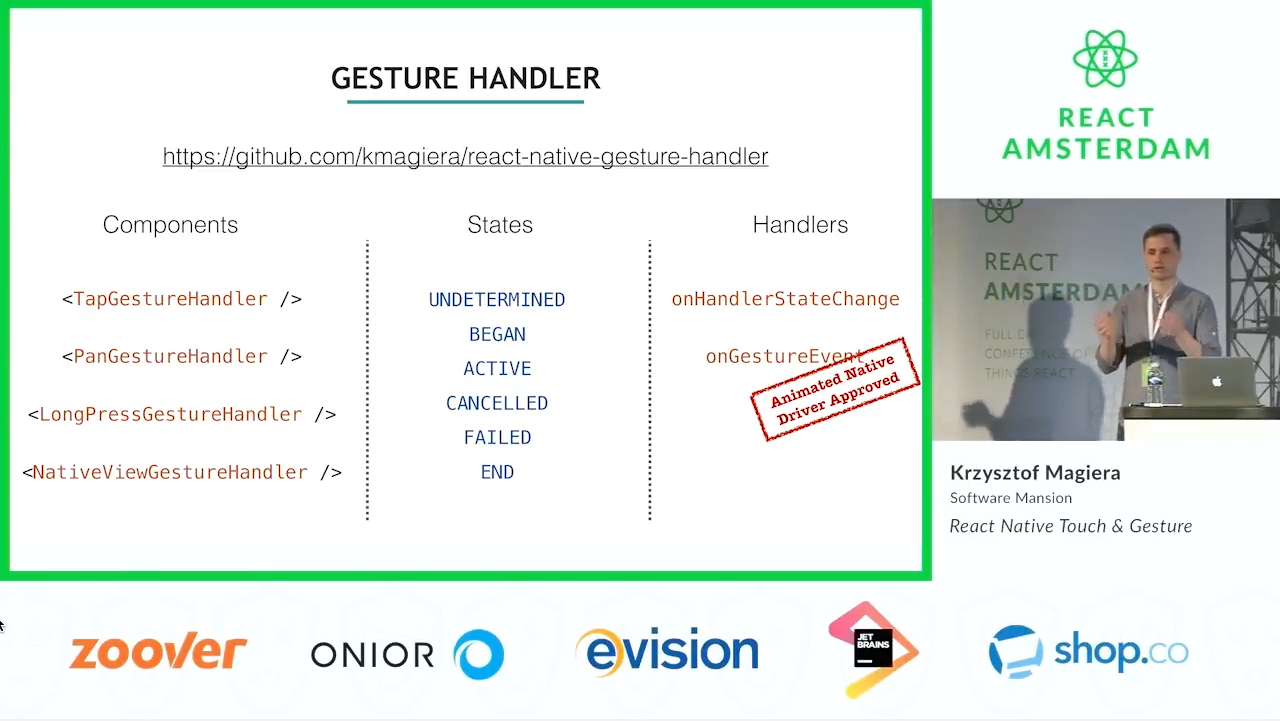 GESTURE HANDLER
https://github.com/kmagiera/react-native-gesture-handler
Components
States
Handlers
<TapGestureHandler />
<PanGestureHandler />
<LongPressGestureHandler />
<NativeViewGestureHandler />
UNDETERMINED
BEGAN
ACTIVE
CANCELLED
FAILED
END
onHandlerStateChange
onGestureEvent
Animated Native
Driver Approved
REACT
AMSTERDAM
REACT
AMSTERDAM
CONFERENCE OF
THINGS REACT
Krzysztof Magiera
Software Mansion
React Native Touch & Gesture
zoover
ONIOR
evision
JET
BRAINS
shop.co